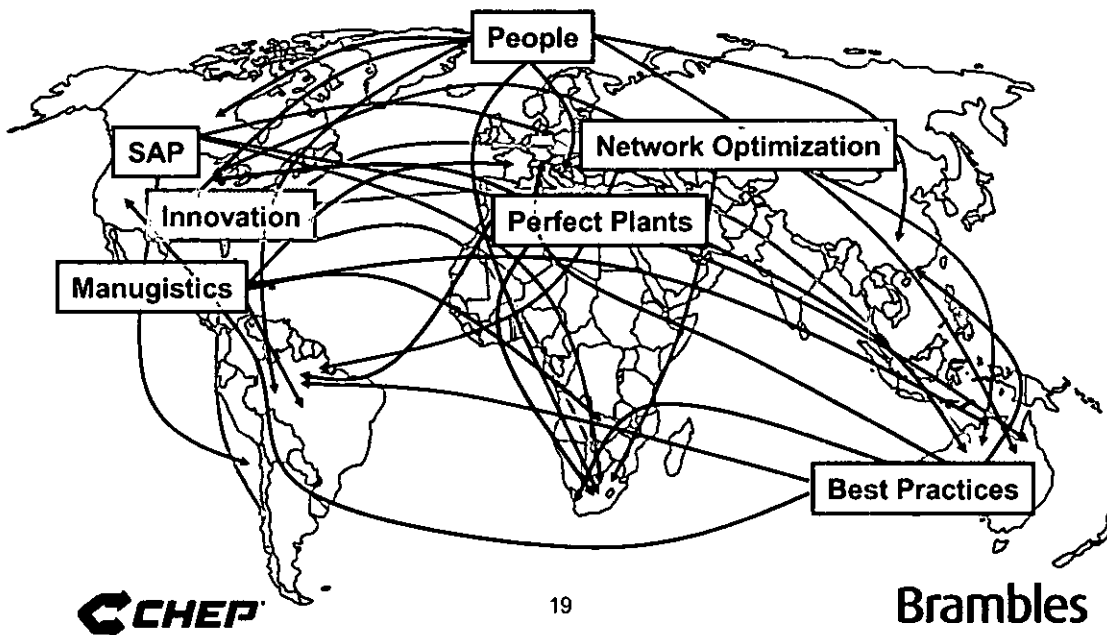 People
SAP
Network Optimization
Innovation
Perfect Plants
Manugistics
Best Practices
CHEP
19
Brambles